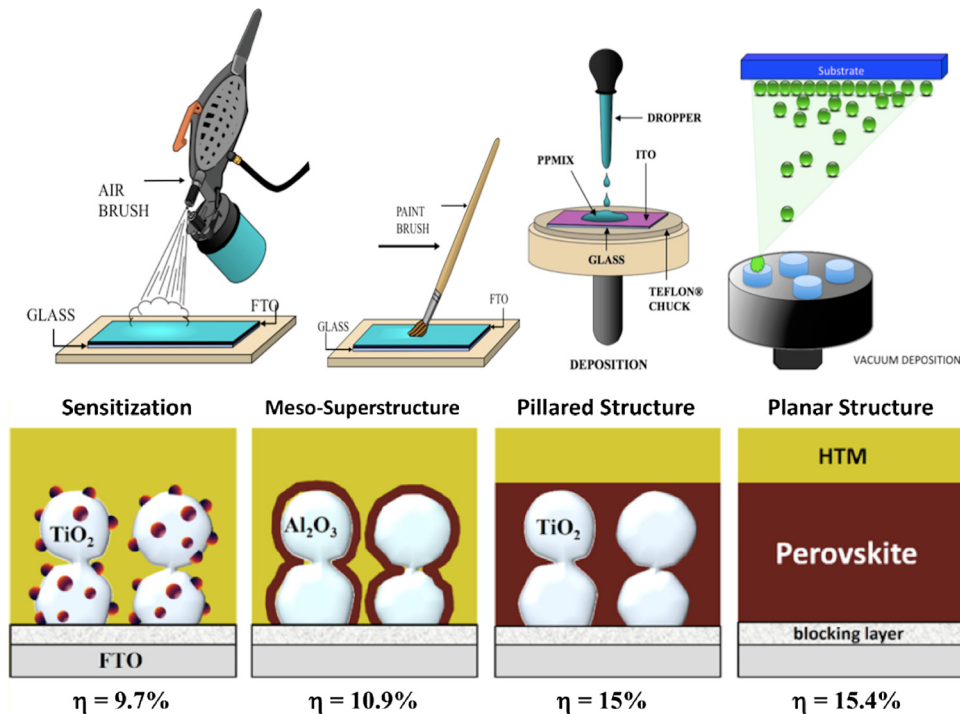 AIR
BRUSH
GLASS
FTO
PAINT
BRUSH
GLASS
FTO
DROPPER
PPMIX
ITO
GLASS
TEFLON®
CHUCK
DEPOSITION
Substrate
VACUUM DEPOSITION
Sensitization
Meso-Superstructure
Pillared Structure
Planar Structure
TiO₂
Al₂O₃
TiO₂
HTM
Perovskite
blocking layer
FTO
η = 9.7%
η = 10.9%
η = 15%
η = 15.4%